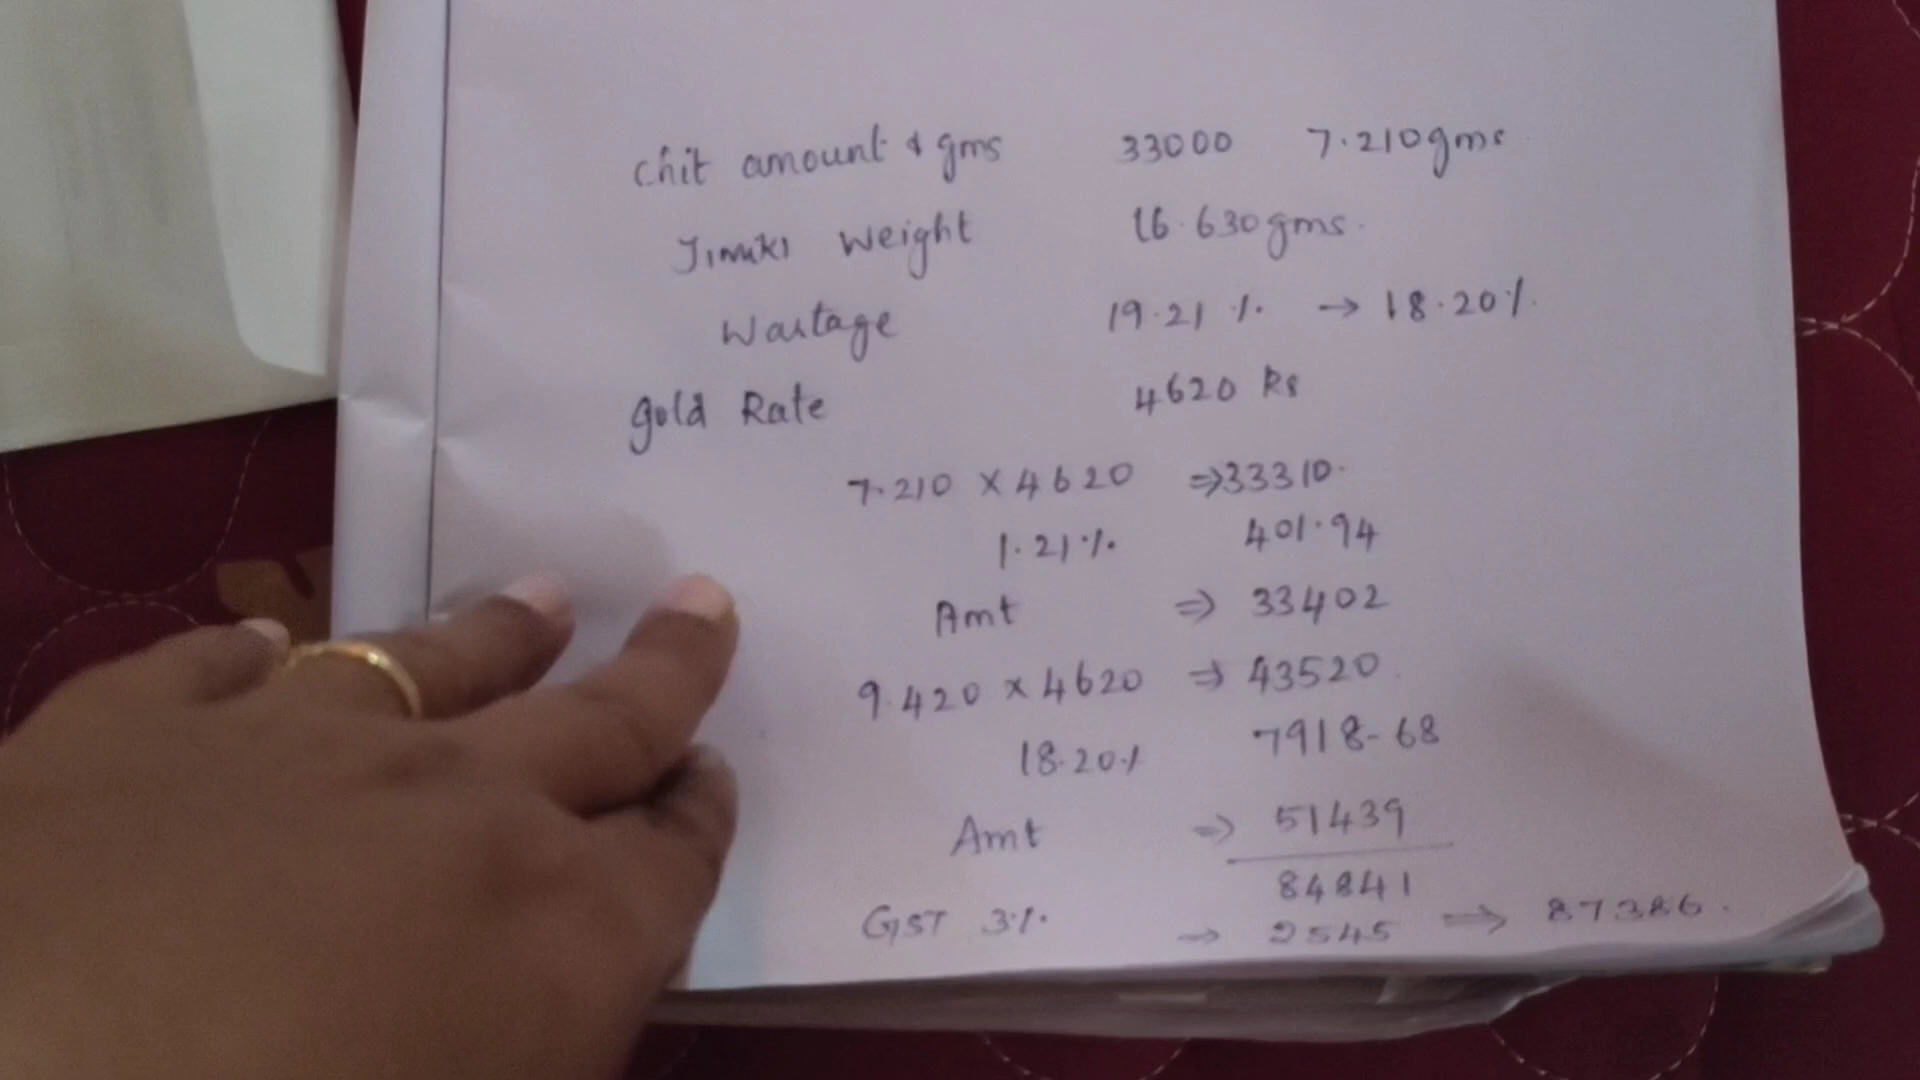 Chit amount & gms 33000 7.210gms
Jimiki weight 16.630gms.
Wastage 19.21 % → 18.20%.
gold Rate 4620 Rs
7.210 x 4620 ⇒33310.
1.21% 401.94
Amt ⇒ 33402
9.420 x 4620 ⇒ 43520.
18.20% 7918-68
Amt ⇒ 51439
84841
GST 3% → 2545 ⇒ 87386.